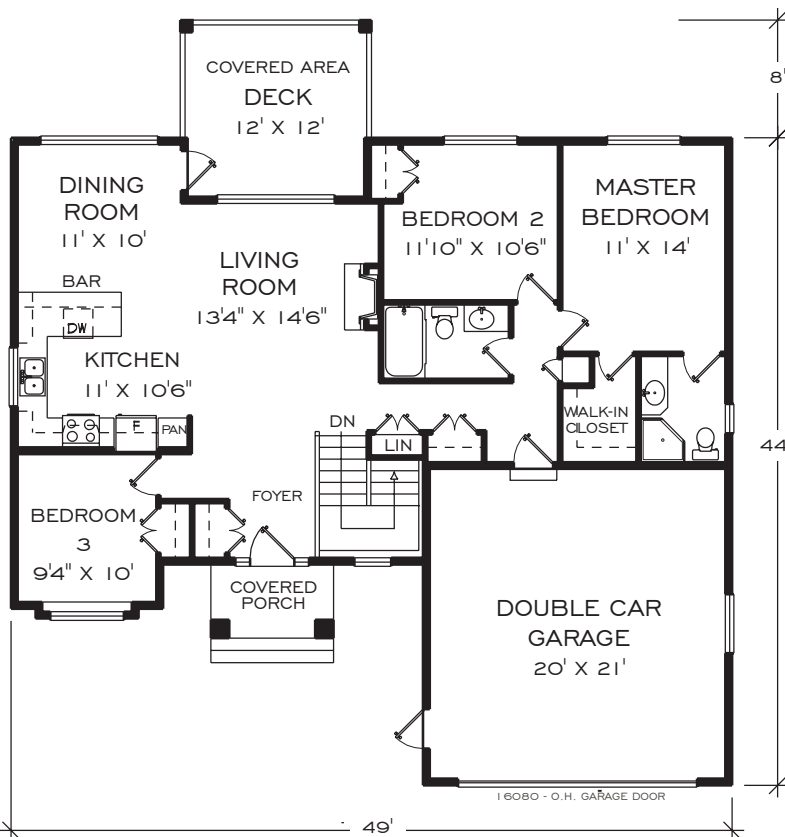 COVERED AREA
DECK
12' X 12'
8'
DINING
ROOM
11' X 10'
BEDROOM 2
11'10" X 10'6"
MASTER
BEDROOM
11' X 14'
LIVING
ROOM
13'4" X 14'6"
BAR
DW
KITCHEN
11' X 10'6"
F
PAN
DN
LIN
WALK-IN
CLOSET
44
FOYER
BEDROOM
3
9'4" X 10'
COVERED
PORCH
DOUBLE CAR
GARAGE
20' X 21'
16080 - O.H. GARAGE DOOR
49'